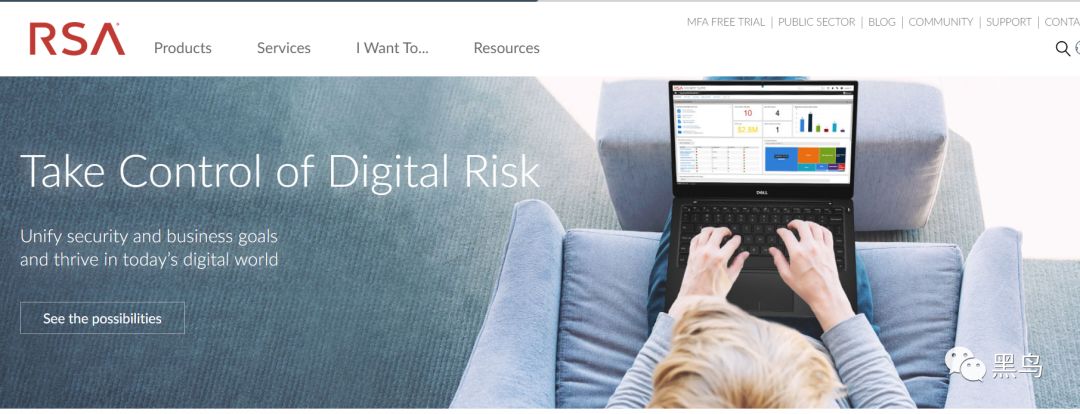 MFA FREE TRIAL | PUBLIC SECTOR | BLOG | COMMUNITY | SUPPORT | CONTA
RSA
Products Services I Want To... Resources
Take Control of Digital Risk
Unify security and business goals
and thrive in today's digital world
See the possibilities
10
4
$2.8M
1
DELL
黑鸟